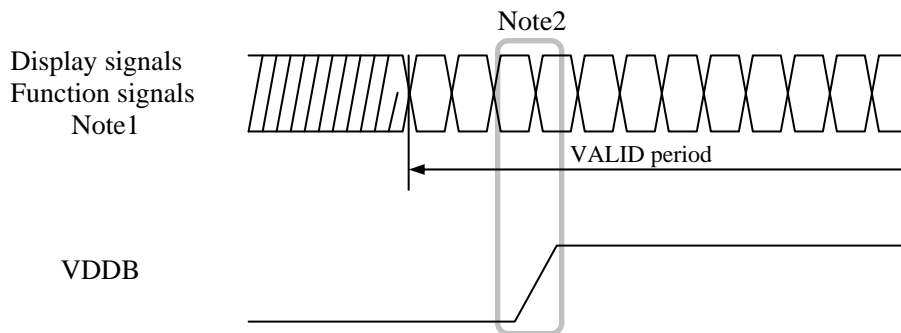 Note2
Display signals
Function signals
Note1
VALID period
VDDB